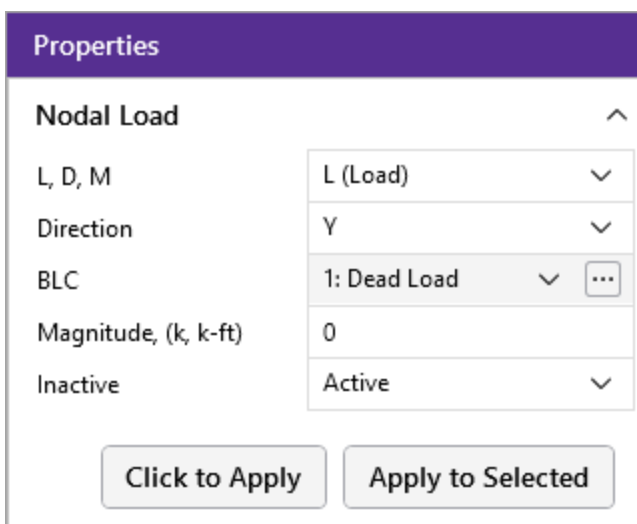 Properties
Nodal Load
L, D, M L (Load)
Direction Y
BLC 1: Dead Load ...
Magnitude, (k, k-ft) 0
Inactive Active
Click to Apply Apply to Selected